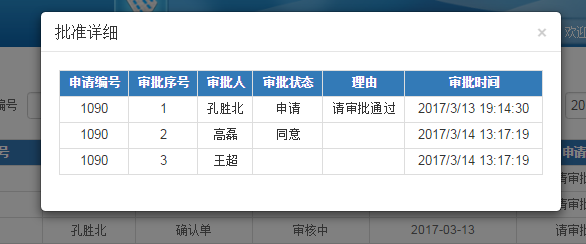 欢迎
批准详细
×
申请编号 审批序号 审批人 审批状态 理由 审批时间
1090 1 孔胜北 申请 请审批通过 2017/3/13 19:14:30
1090 2 高磊 同意 2017/3/14 13:17:19
1090 3 王超 2017/3/14 13:17:19
编号 20
号 申请
请审批
请审批
孔胜北 确认单 审核中 2017-03-13 请审批